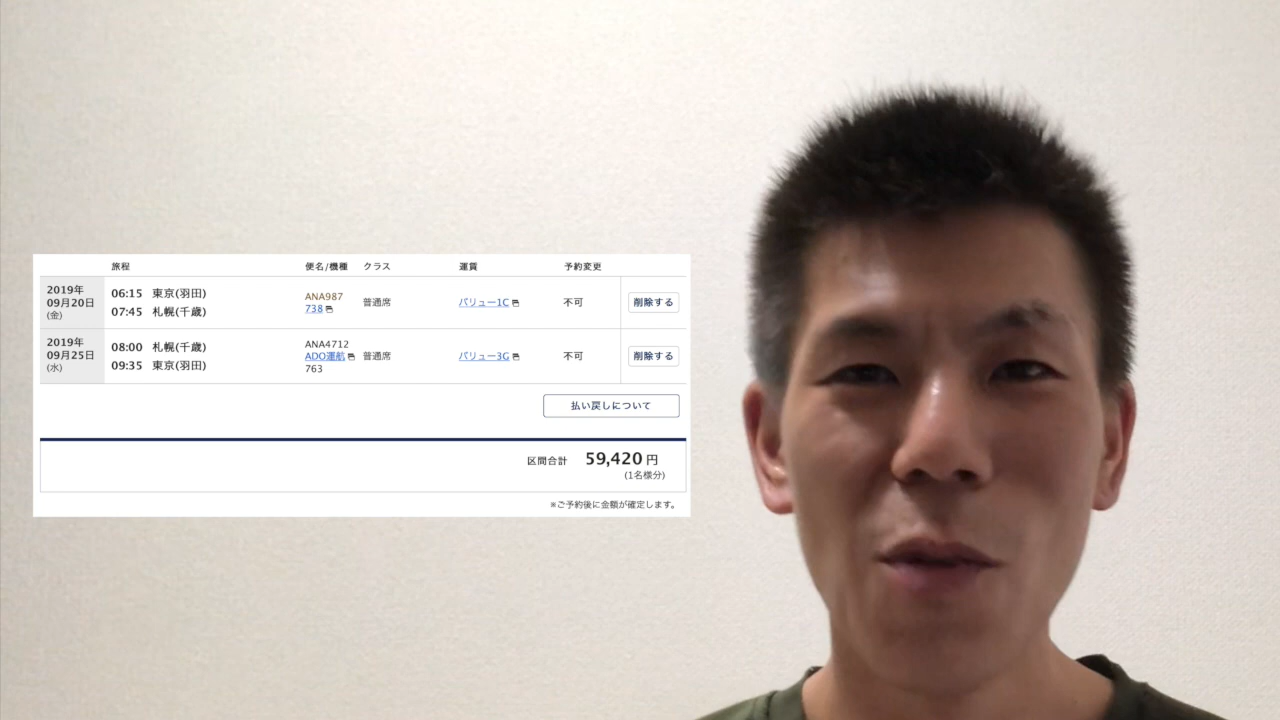 旅程 便名/機種 クラス 運賃 予約変更
2019年
09月20日
(金)
06:15 東京(羽田)
07:45 札幌(千歳)
ANA987
738
普通席
バリュー1C
不可
削除する
2019年
09月25日
(水)
08:00 札幌(千歳)
09:35 東京(羽田)
ANA4712
ADO運航
763
普通席
バリュー3G
不可
削除する
払い戻しについて
区間合計 59,420 円
(1名様分)
※ご予約後に金額が確定します。